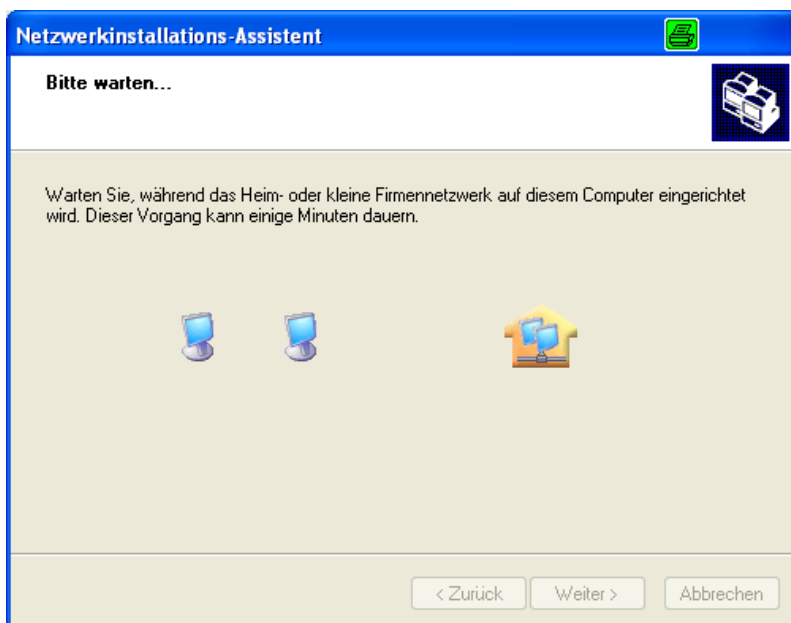 Netzwerkinstallations-Assistent
Bitte warten...
Warten Sie, während das Heim- oder kleine Firmennetzwerk auf diesem Computer eingerichtet
wird. Dieser Vorgang kann einige Minuten dauern.
< Zurück Weiter > Abbrechen